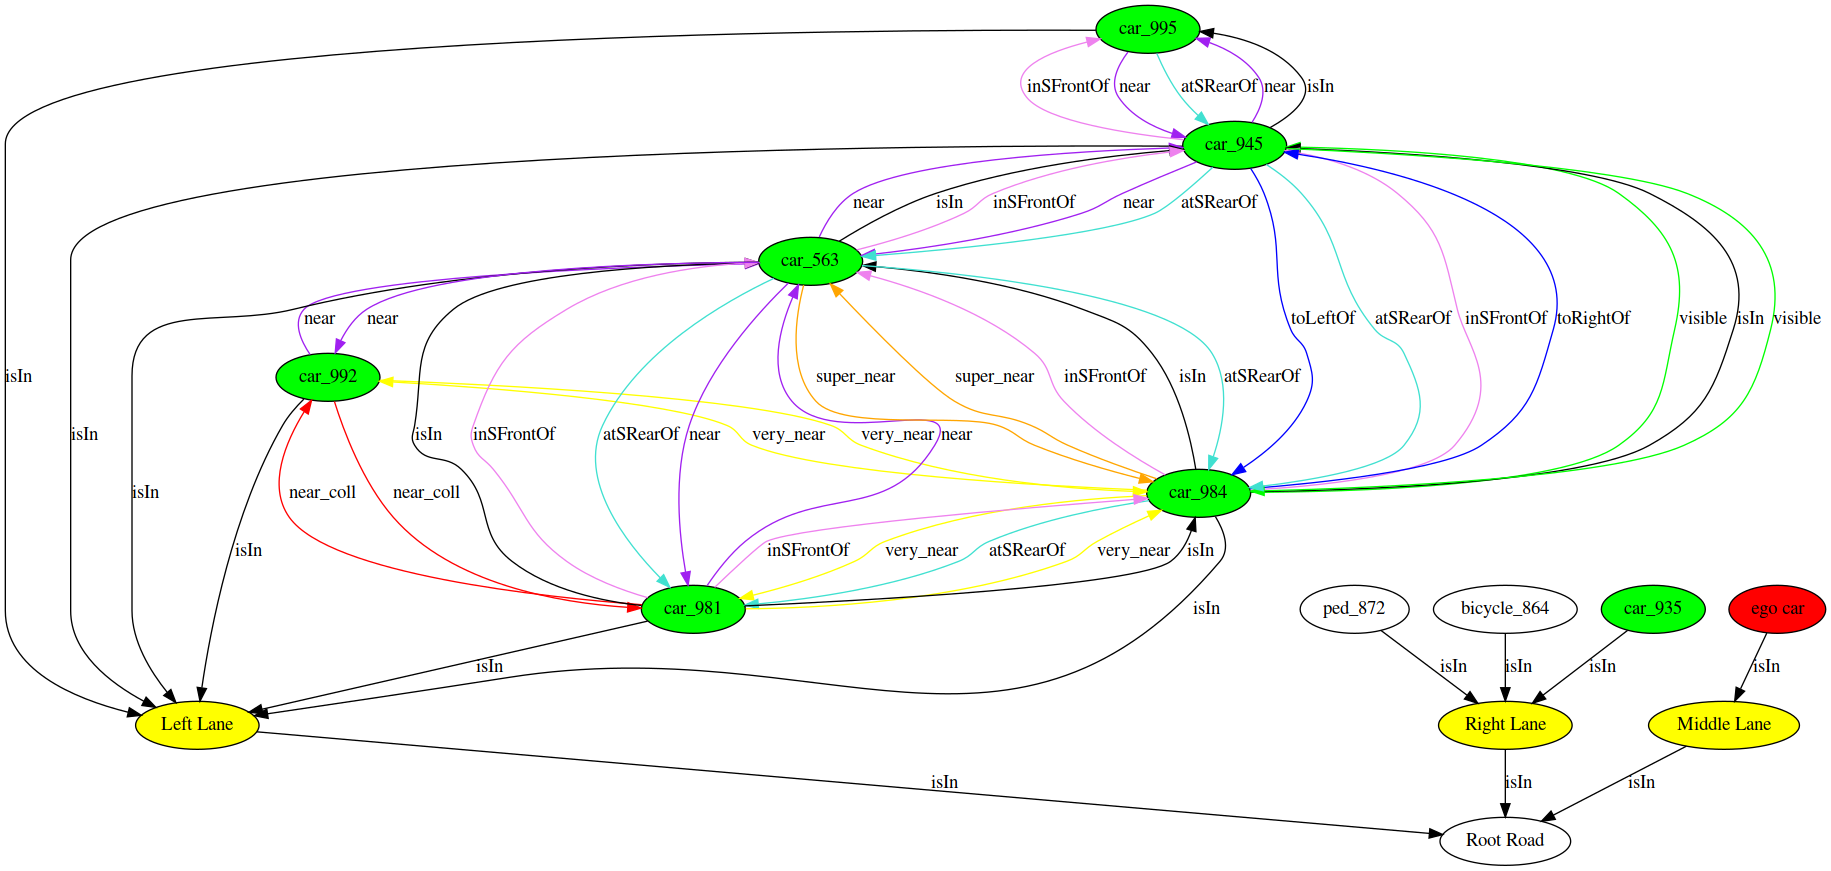 car_995
inSFrontOf near atSRearOf near isIn
car_945
near isIn inSFrontOf near atSRearOf
car_563
near near toLeftOf atSRearOf inSFrontOf toRightOf visible isIn visible
isIn car_992 super_near super_near inSFrontOf isIn atSRearOf
isIn isIn inSFrontOf atSRearOf near near very_near very_near
isIn near_coll near_coll car_984
isIn inSFrontOf very_near atSRearOf very_near isIn
car_981 isIn ped_872 bicycle_864 car_935 ego car
isIn isIn isIn isIn isIn
Left Lane Right Lane Middle Lane
isIn isIn isIn
Root Road